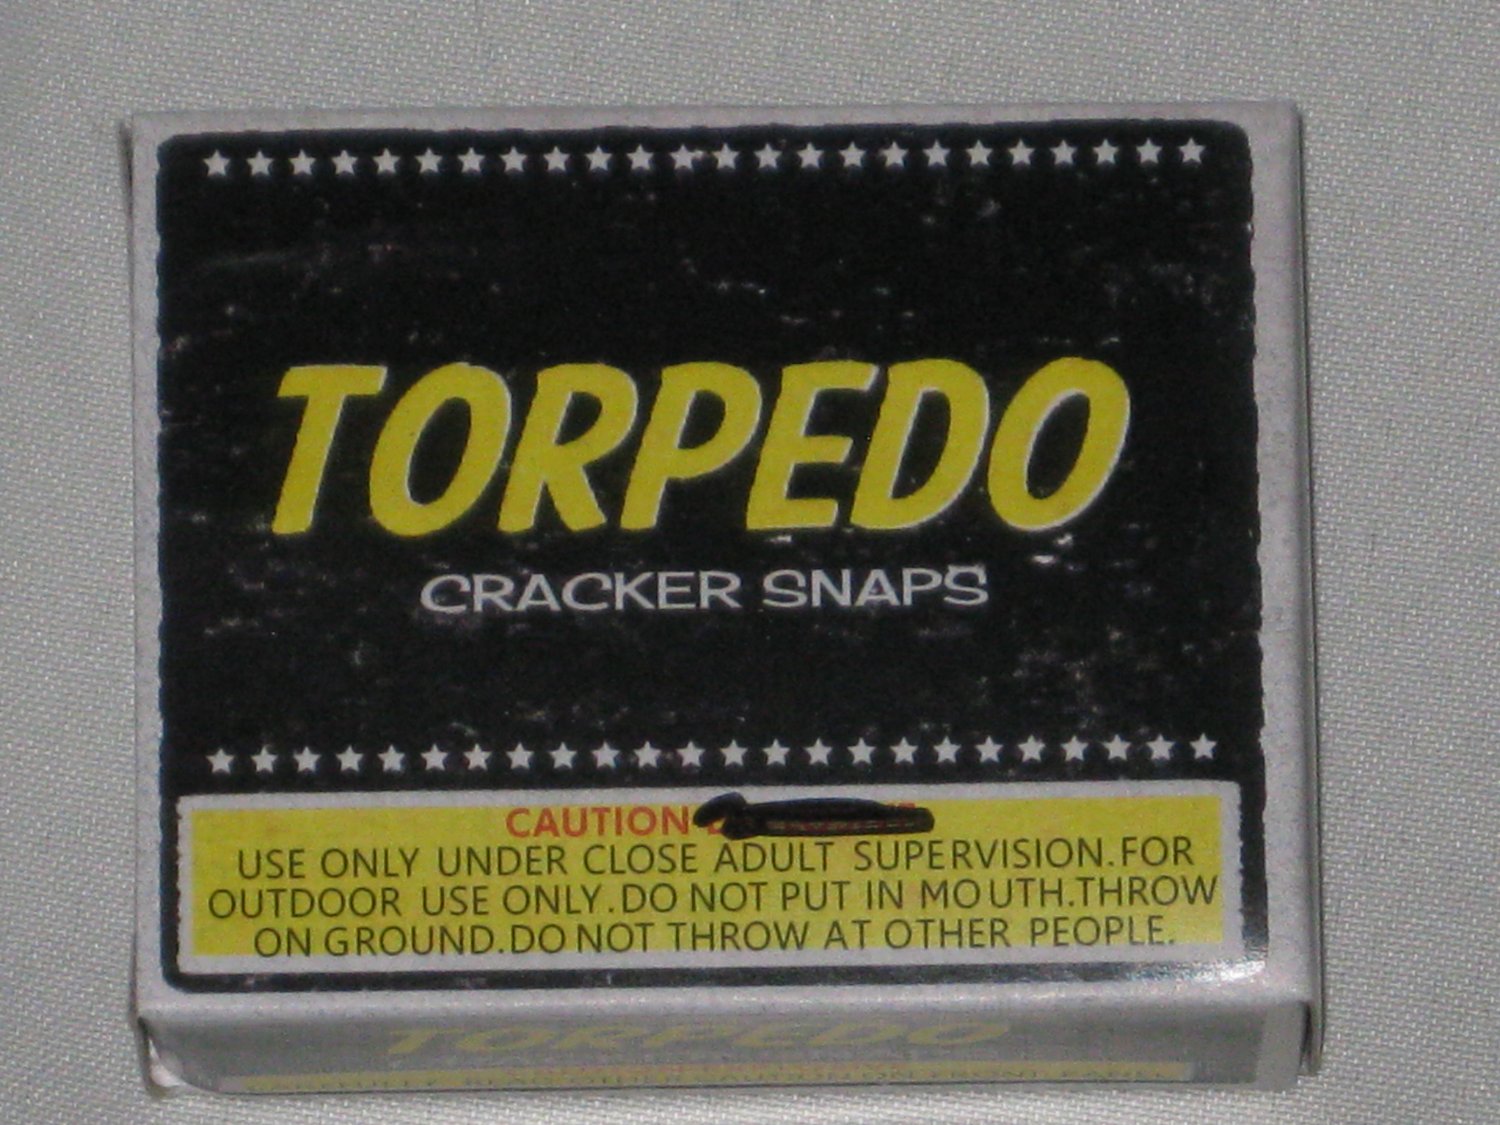 TORPEDO
CRACKER SNAPS
CAUTION
USE ONLY UNDER CLOSE ADULT SUPERVISION.FOR
OUTDOOR USE ONLY.DO NOT PUT IN MOUTH.THROW
ON GROUND.DO NOT THROW AT OTHER PEOPLE.
TORPEDO